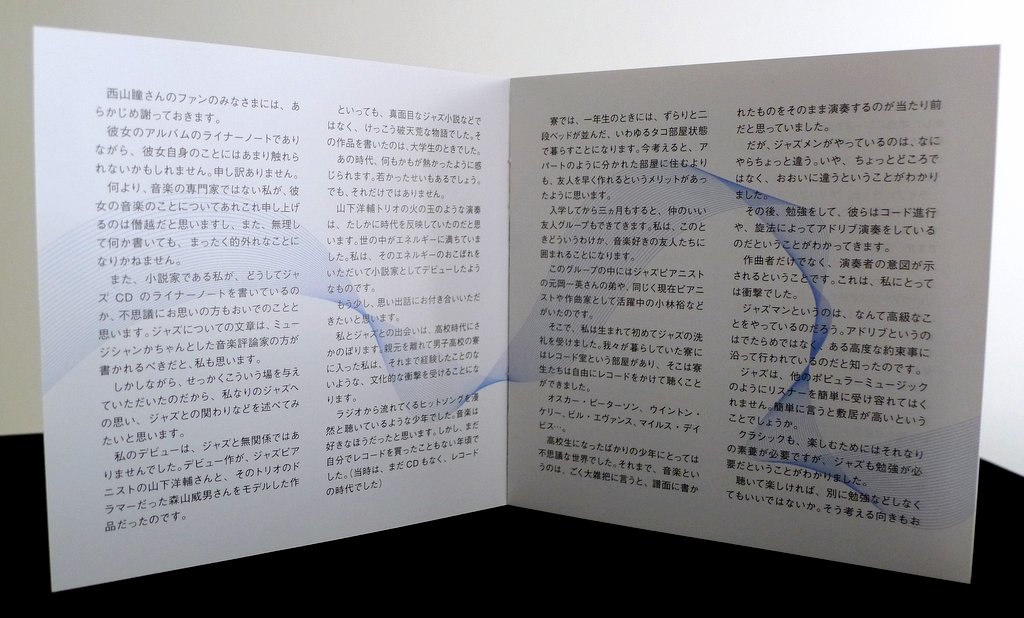 西山瞳さんのファンのみなさまには、あ
らかじめ謝っておきます。
彼女のアルバムのライナーノートであり
ながら、彼女自身のことにはあまり触れら
れないかもしれません。申し訳ありません。
何より、音楽の専門家ではない私が、彼
女の音楽のことについてあれこれ申し上げ
るのは僭越だと思いますし、また、無理し
て何か書いても、まったく的外れなことに
なりかねません。
また、小説家である私が、どうしてジャ
ズ CD のライナーノートを書いているの
か、不思議にお思いの方もおいでのことと
思います。ジャズについての文章は、ミュー
ジシャンかちゃんとした音楽評論家の方が
書かれるべきだと、私も思います。
しかしながら、せっかくこういう場を与え
ていただいたのだから、私なりのジャズへ
の思い、ジャズとの関わりなどを述べてみ
たいと思います。
私のデビューは、ジャズと無関係ではあ
りませんでした。デビュー作が、ジャズピア
ニストの山下洋輔さんと、そのトリオのド
ラマーだった森山威男さんをモデルした作
品だったのです。
といっても、真面目なジャズ小説などで
はなく、けっこう破天荒な物語でした。そ
の作品を書いたのは、大学生のときでした。
あの時代、何もかもが熱かったように感
じられます。若かったせいもあるでしょう。
でも、それだけではありません。
山下洋輔トリオの火の玉のような演奏
は、たしかに時代を反映していたのだと思
います。世の中がエネルギーに満ちていま
した。私は、そのエネルギーのおこぼれを
いただいて小説家としてデビューしたよう
なものです。
もう少し、思い出話にお付き合いいただ
きたいと思います。
私とジャズとの出会いは、高校時代にさ
かのぼります。親元を離れて男子高校の寮
に入った私は、それまで経験したことのな
いような、文化的な衝撃を受けることにな
ります。
ラジオから流れてくるヒットソングを漫
然と聴いているような少年でした。音楽は
好きなほうだったと思います。しかし、まだ
自分でレコードを買ったこともない年頃で
した。(当時は、まだCDもなく、レコード
の時代でした)
寮では、一年生のときには、ずらりと二
段ベッドが並んだ、いわゆるタコ部屋状態
で暮らすことになります。今考えると、ア
パートのように分かれた部屋に住むより
も、友人を早く作れるというメリットがあっ
たように思います。
入学してから三ヵ月もすると、仲のいい
友人グループもできてきます。私は、このと
きどういうわけか、音楽好きの友人たちに
囲まれることになります。
このグループの中にはジャズピアニスト
の元岡一英さんの弟や、同じく現在ピアニ
ストや作曲家として活躍中の小林裕など
がいたのです。
そこで、私は生まれて初めてジャズの洗
礼を受けました。我々が暮らしていた寮に
はレコード室という部屋があり、そこは寮
生たちは自由にレコードをかけて聴くこと
ができました。
オスカー・ピーターソン、ウイントン・
ケリー、ビル・エヴァンス、マイルス・デイ
ビス…。
高校生になったばかりの少年にとっては
不思議な世界でした。それまで、音楽とい
うのは、ごく大雑把に言うと、譜面に書か
れたものをそのまま演奏するのが当たり前
だと思っていました。
だが、ジャズメンがやっているのは、なに
やらちょっと違う。いや、ちょっとどころで
はなく、おおいに違うということがわかり
ました。
その後、勉強をして、彼らはコード進行
や、旋法によってアドリブ演奏をしている
のだということがわかってきます。
作曲者だけでなく、演奏者の意図が示
されるということです。これは、私にとって
は衝撃でした。
ジャズマンというのは、なんて高級なこ
とをやっているのだろう。アドリブというの
はでたらめではなく、ある高度な約束事に
沿って行われているのだと知ったのです。
ジャズは、他のポピュラーミュージック
のようにリスナーを簡単に受け容れてはく
れません。簡単に言うと敷居が高いという
ことでしょうか。
クラシックも、楽しむためにはそれなり
の素養が必要ですが、ジャズも勉強が必
要だということがわかりました。
聴いて楽しければ、別に勉強などしなく
てもいいではないか。そう考える向きもお